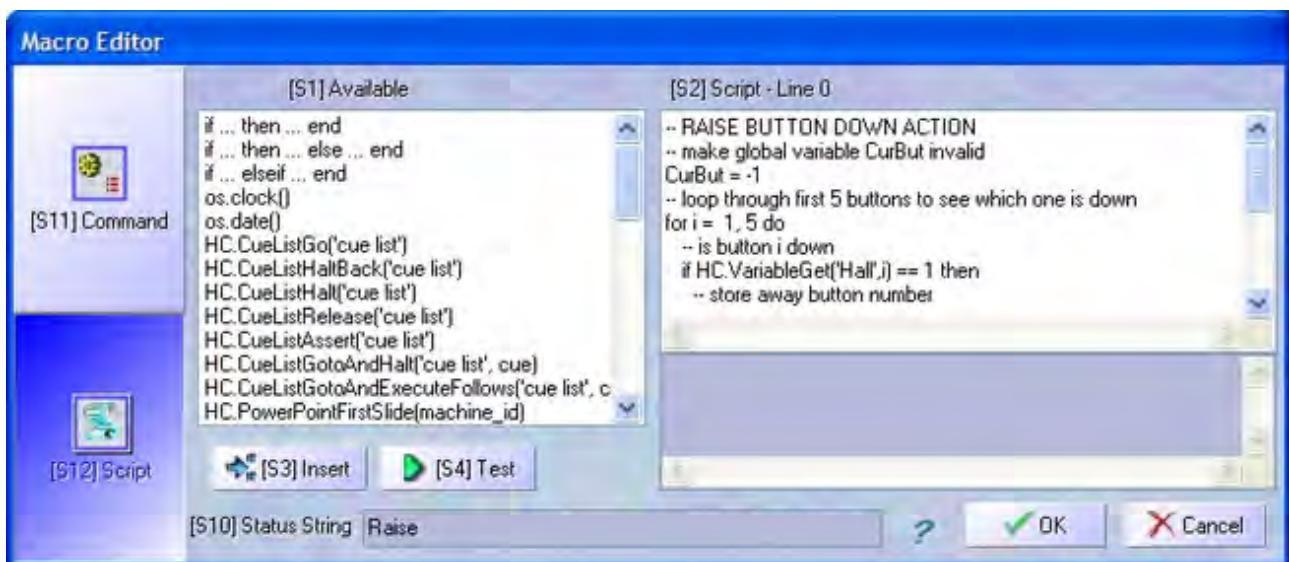 Macro Editor
[S11] Command
[S12] Script
[S1] Available
if ... then ... end
if ... then ... else ... end
if ... elseif ... end
os.clock()
os.date()
HC.CueListGo('cue list')
HC.CueListHaltBack('cue list')
HC.CueListHalt('cue list')
HC.CueListRelease('cue list')
HC.CueListAssert('cue list')
HC.CueListGotoAndHalt('cue list', cue)
HC.CueListGotoAndExecuteFollows('cue list', c
HC.PowerPointFirstSlide(machine_id)
[S3] Insert
[S4] Test
[S2] Script - Line 0
-- RAISE BUTTON DOWN ACTION
-- make global variable CurBut invalid
CurBut = -1
-- loop through first 5 buttons to see which one is down
for i = 1, 5 do
-- is button i down
if HC.VariableGet('Hall',i) == 1 then
-- store away button number
[S10] Status String Raise
?
OK
Cancel